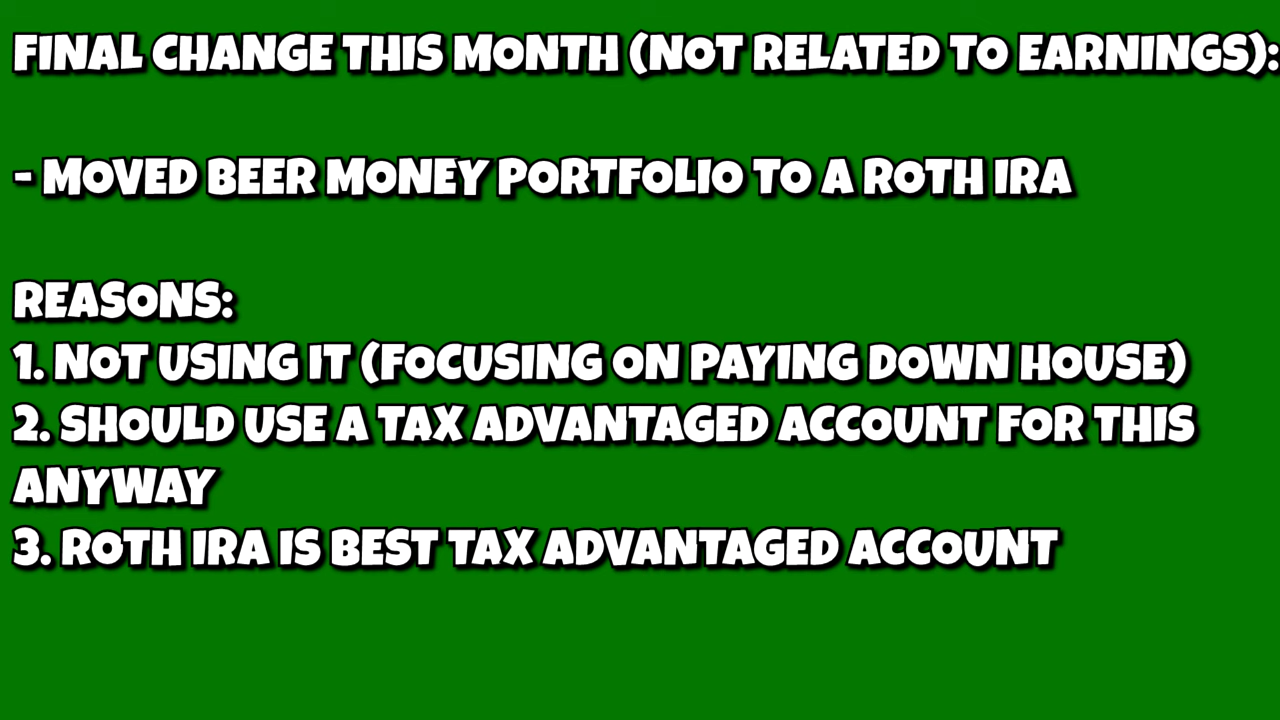 FINAL CHANGE THIS MONTH (NOT RELATED TO EARNINGS):
- MOVED BEER MONEY PORTFOLIO TO A ROTH IRA
REASONS:
1. NOT USING IT (FOCUSING ON PAYING DOWN HOUSE)
2. SHOULD USE A TAX ADVANTAGED ACCOUNT FOR THIS
ANYWAY
3. ROTH IRA IS BEST TAX ADVANTAGED ACCOUNT